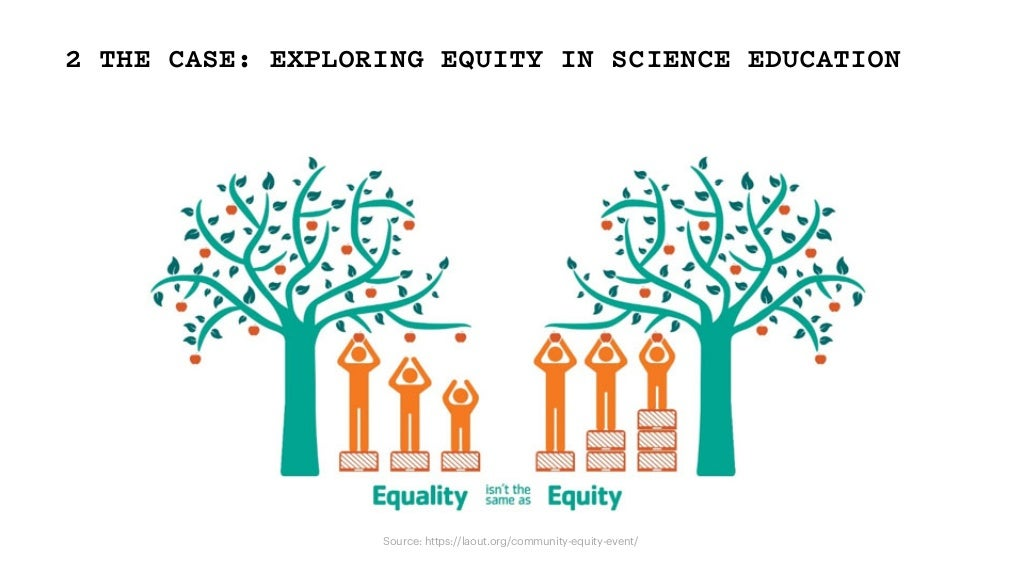 2 THE CASE: EXPLORING EQUITY IN SCIENCE EDUCATION
Equality isn't the same as Equity
Source: https://laout.org/community-equity-event/